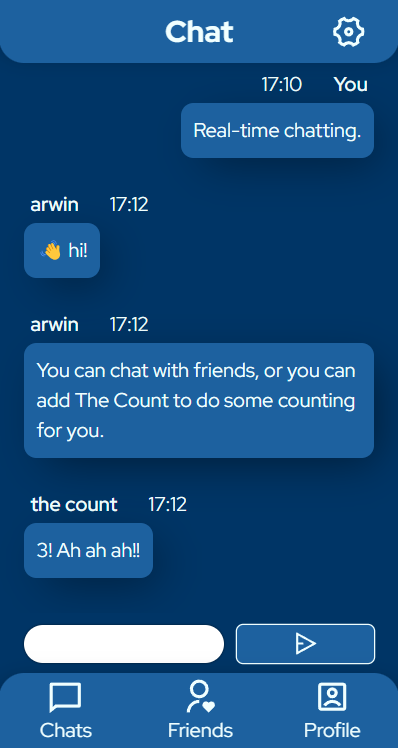 Chat
17:10 You
Real-time chatting.
arwin 17:12
👋 hi!
arwin 17:12
You can chat with friends, or you can
add The Count to do some counting
for you.
the count 17:12
3! Ah ah ah!!
Chats Friends Profile